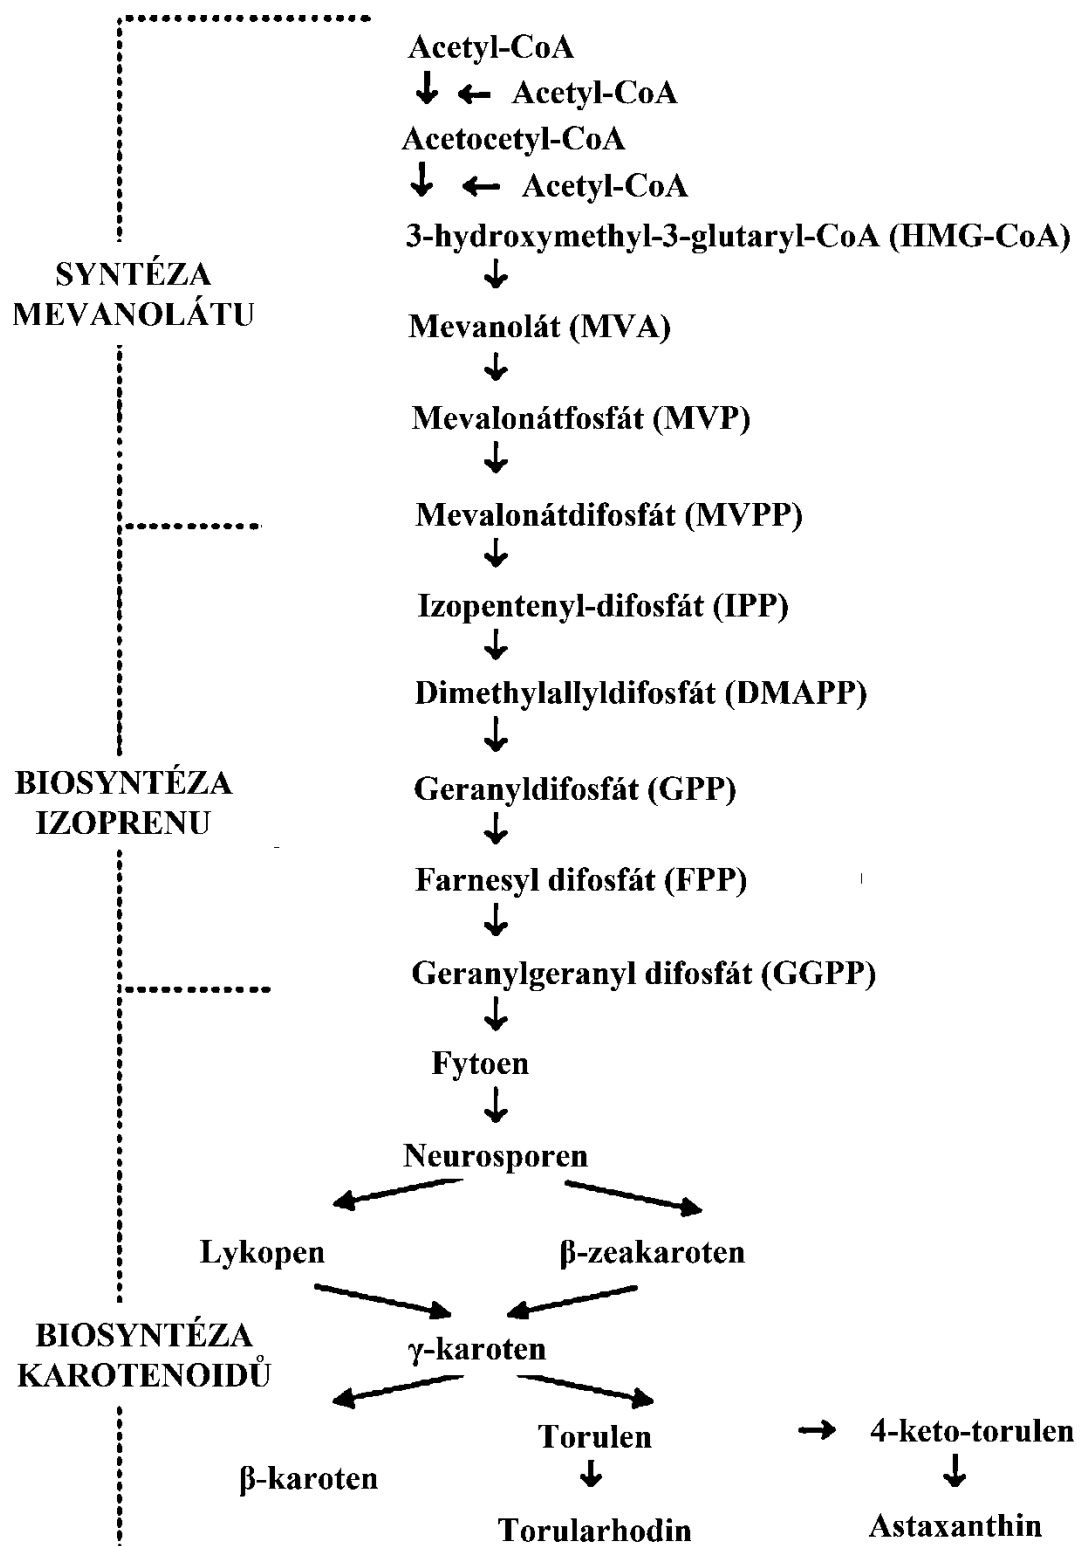 Acetyl-CoA
Acetyl-CoA
Acetocetyl-CoA
Acetyl-CoA
3-hydroxymethyl-3-glutaryl-CoA (HMG-CoA)
SYNTÉZA
MEVANOLÁTU
Mevanolát (MVA)
Mevalonátfosfát (MVP)
Mevalonátdifosfát (MVPP)
Izopentenyl-difosfát (IPP)
Dimethylallyldifosfát (DMAPP)
BIOSYNTÉZA
IZOPRENU
Geranyldifosfát (GPP)
Farnesyl difosfát (FPP)
Geranylgeranyl difosfát (GGPP)
Fytoen
Neurosporen
Lykopen
β-zeakaroten
BIOSYNTÉZA
KAROTENOIDŮ
γ-karoten
Torulen
4-keto-torulen
β-karoten
Torularhodin
Astaxanthin